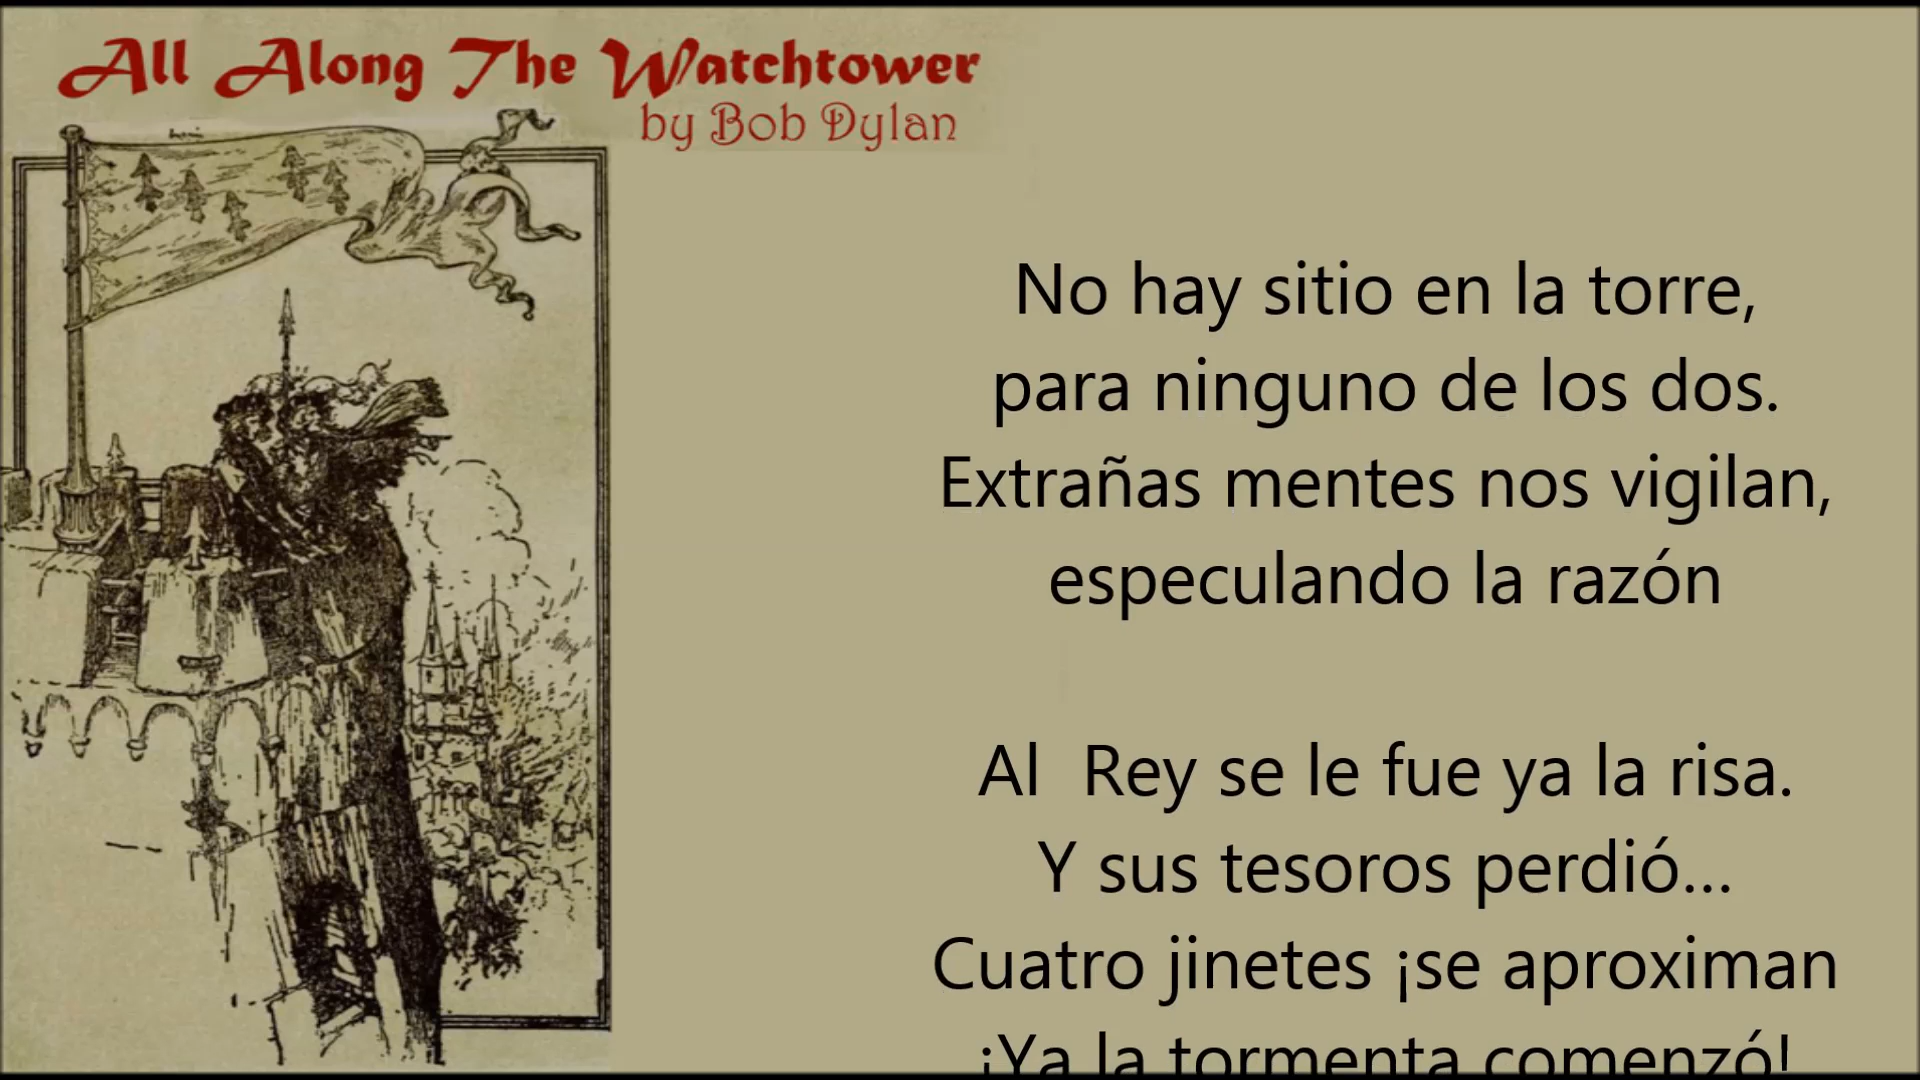 All Along The Watchtower
by Bob Dylan
No hay sitio en la torre,
para ninguno de los dos.
Extrañas mentes nos vigilan,
especulando la razón
Al Rey se le fue ya la risa.
Y sus tesoros perdió...
Cuatro jinetes ¡se aproximan
¡Ya la tormenta comenzó!